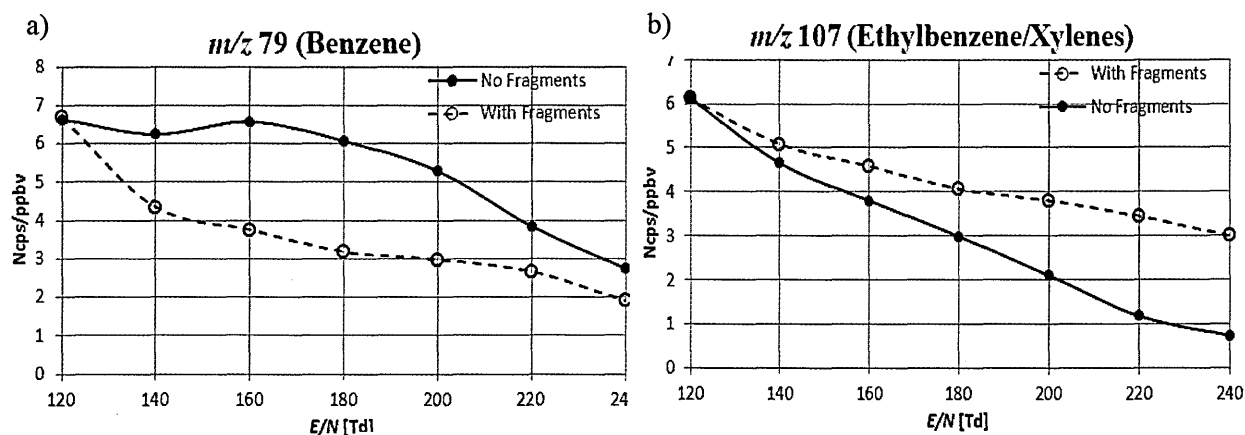 a)
m/z 79 (Benzene)
8
7
6
5
4
3
2
1
0
Ncps/ppbv
No Fragments
With Fragments
120 140 160 180 200 220 24
E/N [Td]
b)
m/z 107 (Ethylbenzene/Xylenes)
7
6
5
4
3
2
1
0
Ncps/ppbv
With Fragments
No Fragments
120 140 160 180 200 220 240
E/N [Td]